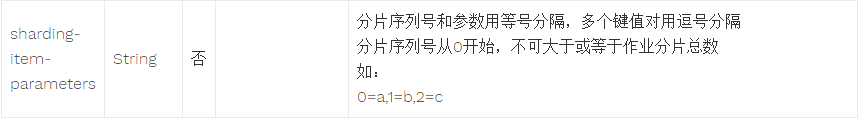 sharding-
item-
parameters
String
否
分片序列号和参数用等号分隔，多个键值对用逗号分隔
分片序列号从0开始，不可大于或等于作业分片总数
如：
0=a,1=b,2=c